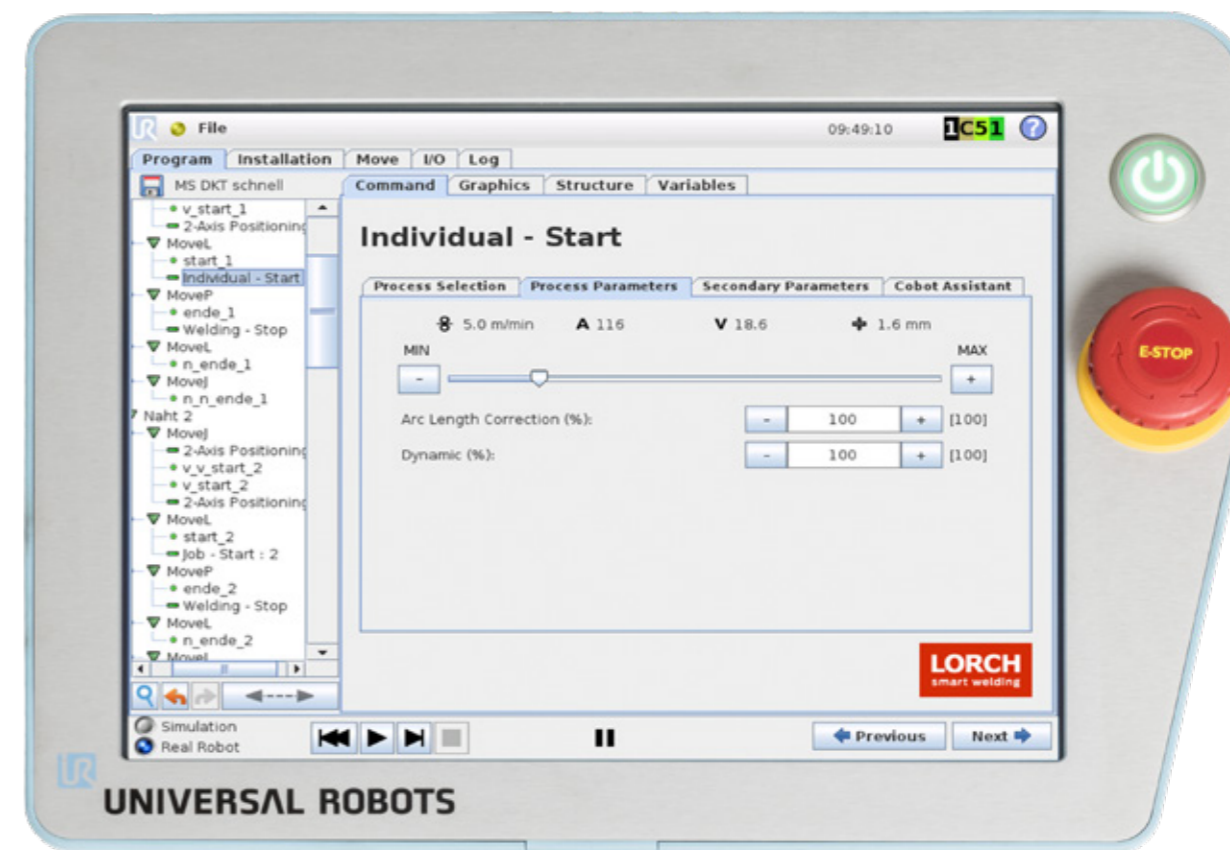 File
09:49:10
1C51
?
Program Installation Move I/O Log
MS DKT schnell
Command Graphics Structure Variables
v_start_1
2-Axis Positioning
MoveL
start_1
Individual - Start
MoveP
ende_1
Welding - Stop
MoveL
n_ende_1
MoveJ
n_n_ende_1
Naht 2
MoveJ
2-Axis Positioning
v_v_start_2
v_start_2
2-Axis Positioning
MoveL
start_2
Job - Start : 2
MoveP
ende_2
Welding - Stop
MoveL
n_ende_2
MoveL
Individual - Start
Process Selection Process Parameters Secondary Parameters Cobot Assistant
5.0 m/min A 116 V 18.6 1.6 mm
MIN MAX
- +
Arc Length Correction (%): - 100 + [100]
Dynamic (%): - 100 + [100]
LORCH
smart welding
Simulation
Real Robot
Previous Next
E-STOP
UR
UNIVERSAL ROBOTS